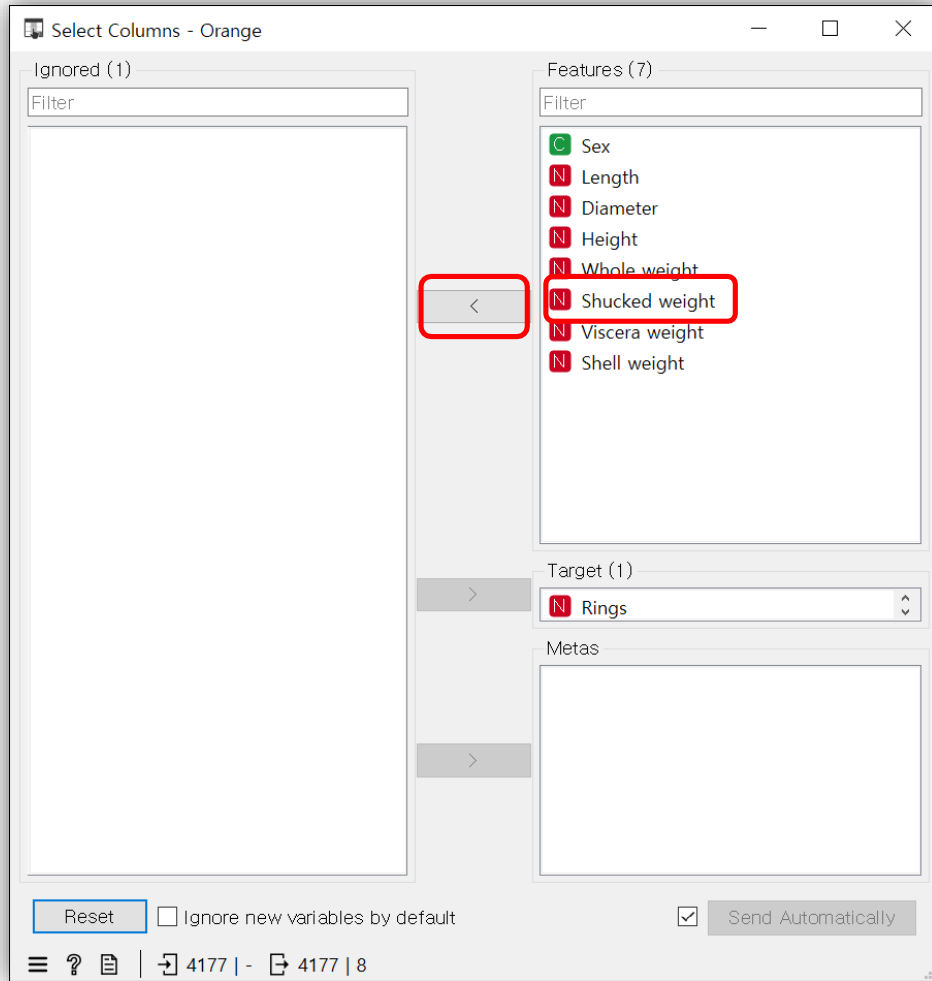 Select Columns - Orange
Ignored (1)
Filter
Features (7)
Filter
C Sex
N Length
N Diameter
N Height
N Whole weight
N Shucked weight
N Viscera weight
N Shell weight
<
>
Target (1)
N Rings
Metas
>
Reset
Ignore new variables by default
Send Automatically
4177 | - 4177 | 8